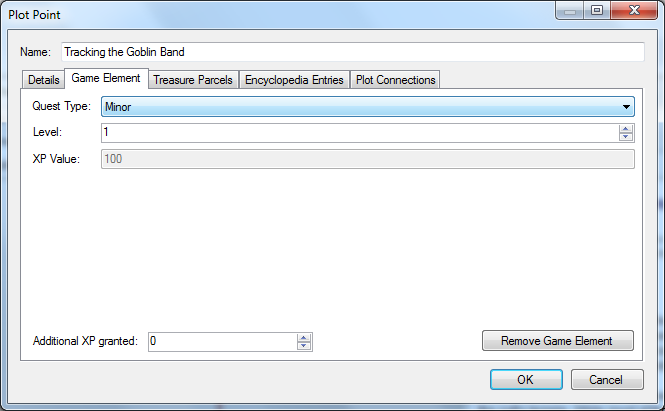 Plot Point
Name: Tracking the Goblin Band
Details Game Element Treasure Parcels Encyclopedia Entries Plot Connections
Quest Type: Minor
Level: 1
XP Value: 100
Additional XP granted: 0 Remove Game Element
OK Cancel